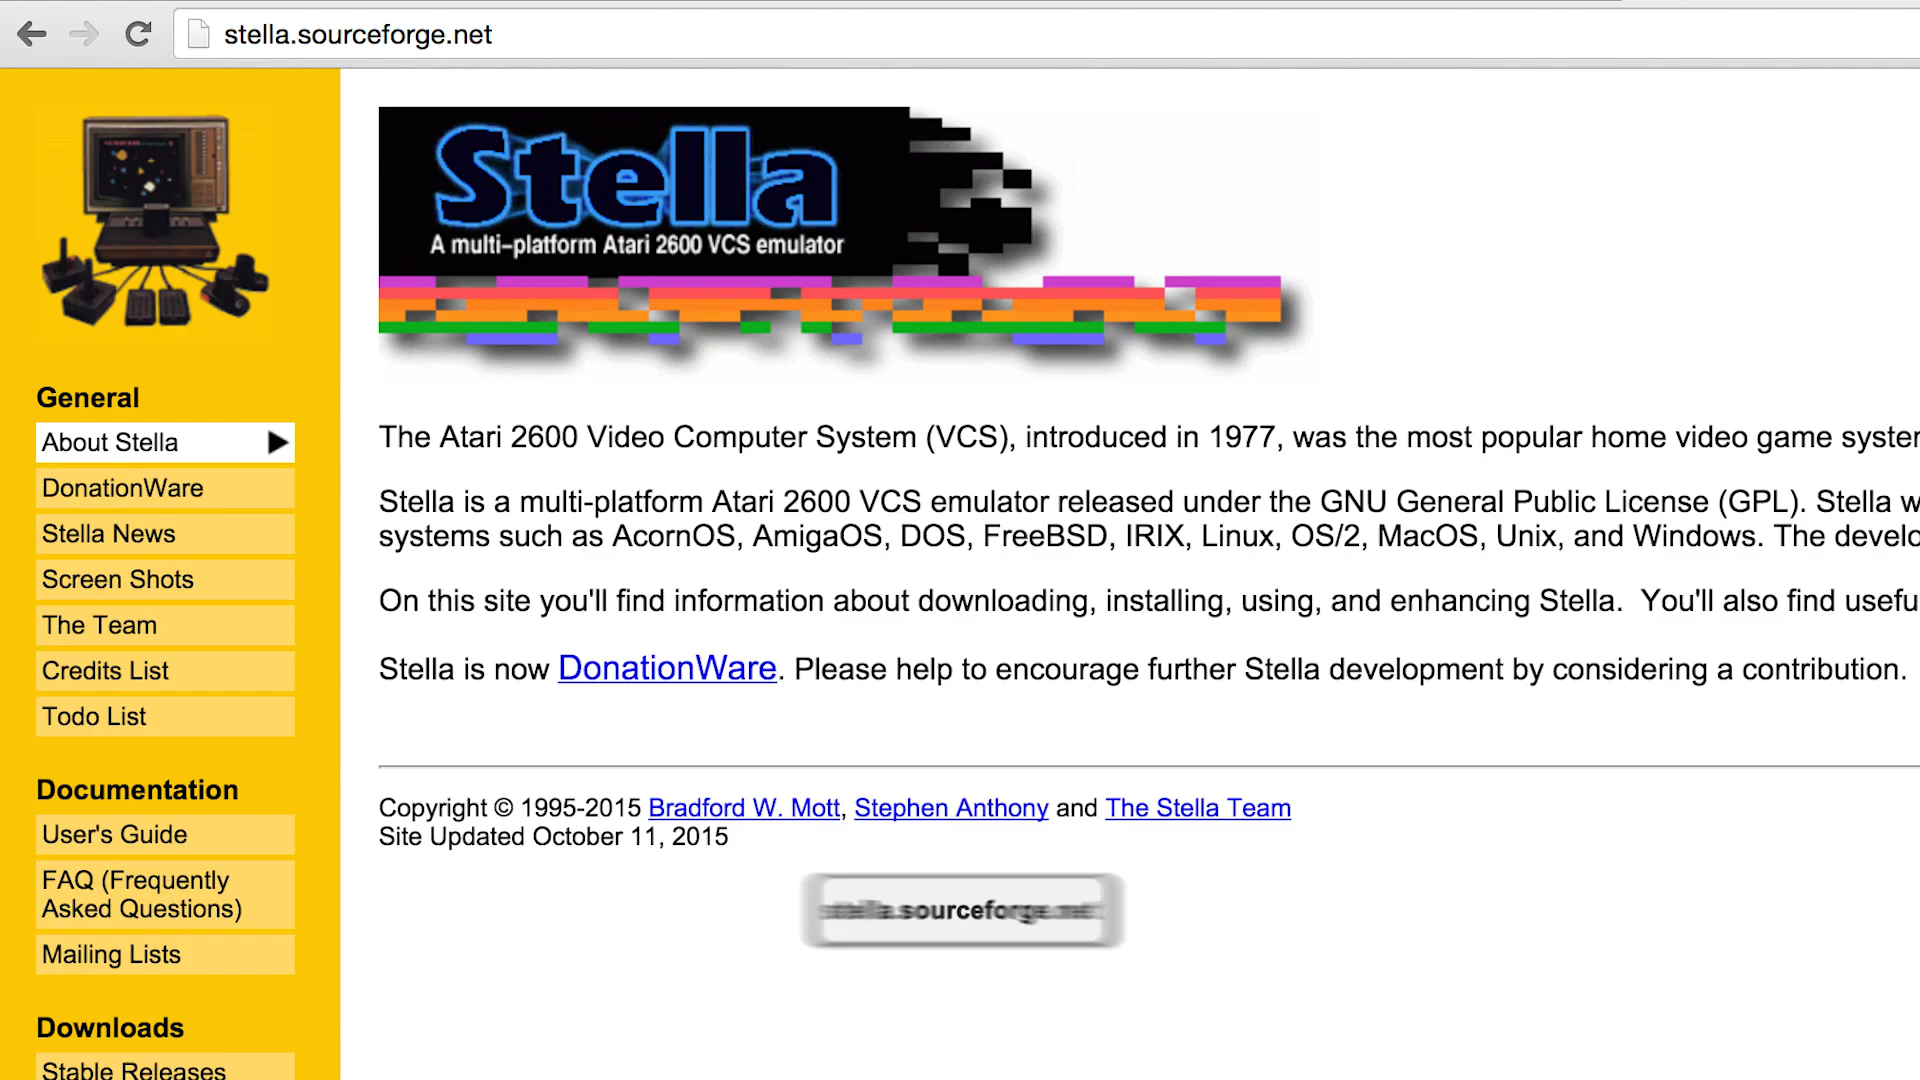 stella.sourceforge.net
Stella
A multi-platform Atari 2600 VCS emulator
General
About Stella
DonationWare
Stella News
Screen Shots
The Team
Credits List
Todo List
Documentation
User's Guide
FAQ (Frequently
Asked Questions)
Mailing Lists
Downloads
Stable Releases
The Atari 2600 Video Computer System (VCS), introduced in 1977, was the most popular home video game
Stella is a multi-platform Atari 2600 VCS emulator released under the GNU General Public License (GPL). Stella
systems such as AcornOS, AmigaOS, DOS, FreeBSD, IRIX, Linux, OS/2, MacOS, Unix, and Windows. The
On this site you'll find information about downloading, installing, using, and enhancing Stella. You'll also find
Stella is now DonationWare. Please help to encourage further Stella development by considering a contribution.
Copyright © 1995-2015 Bradford W. Mott, Stephen Anthony and The Stella Team
Site Updated October 11, 2015
stella.sourceforge.net